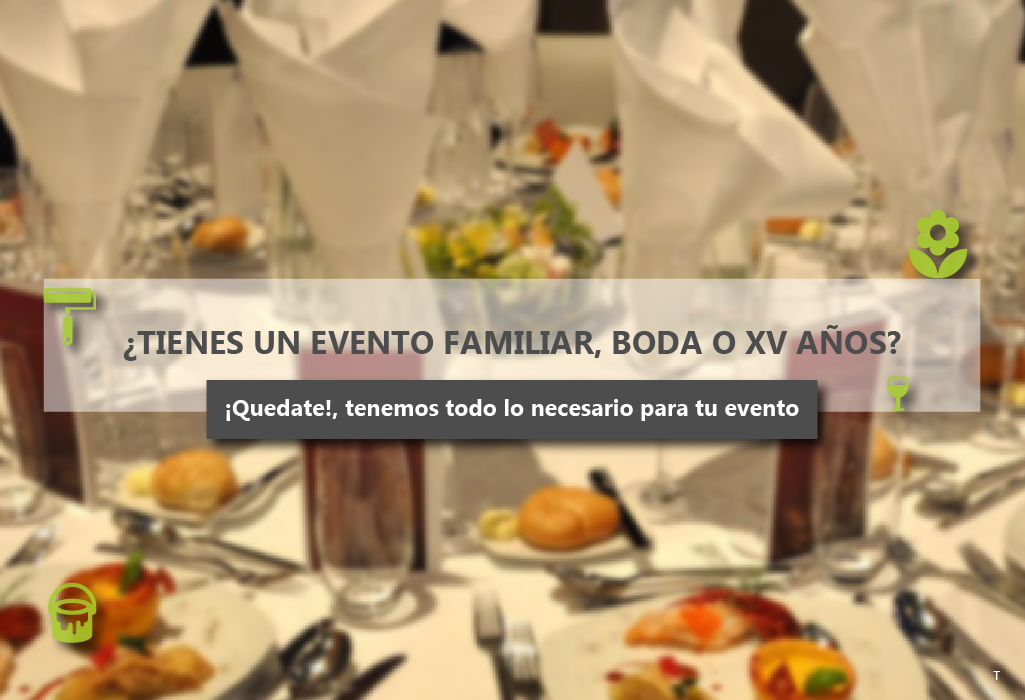 ¿TIENES UN EVENTO FAMILIAR, BODA O XV AÑOS?
¡Quedate!, tenemos todo lo necesario para tu evento
T